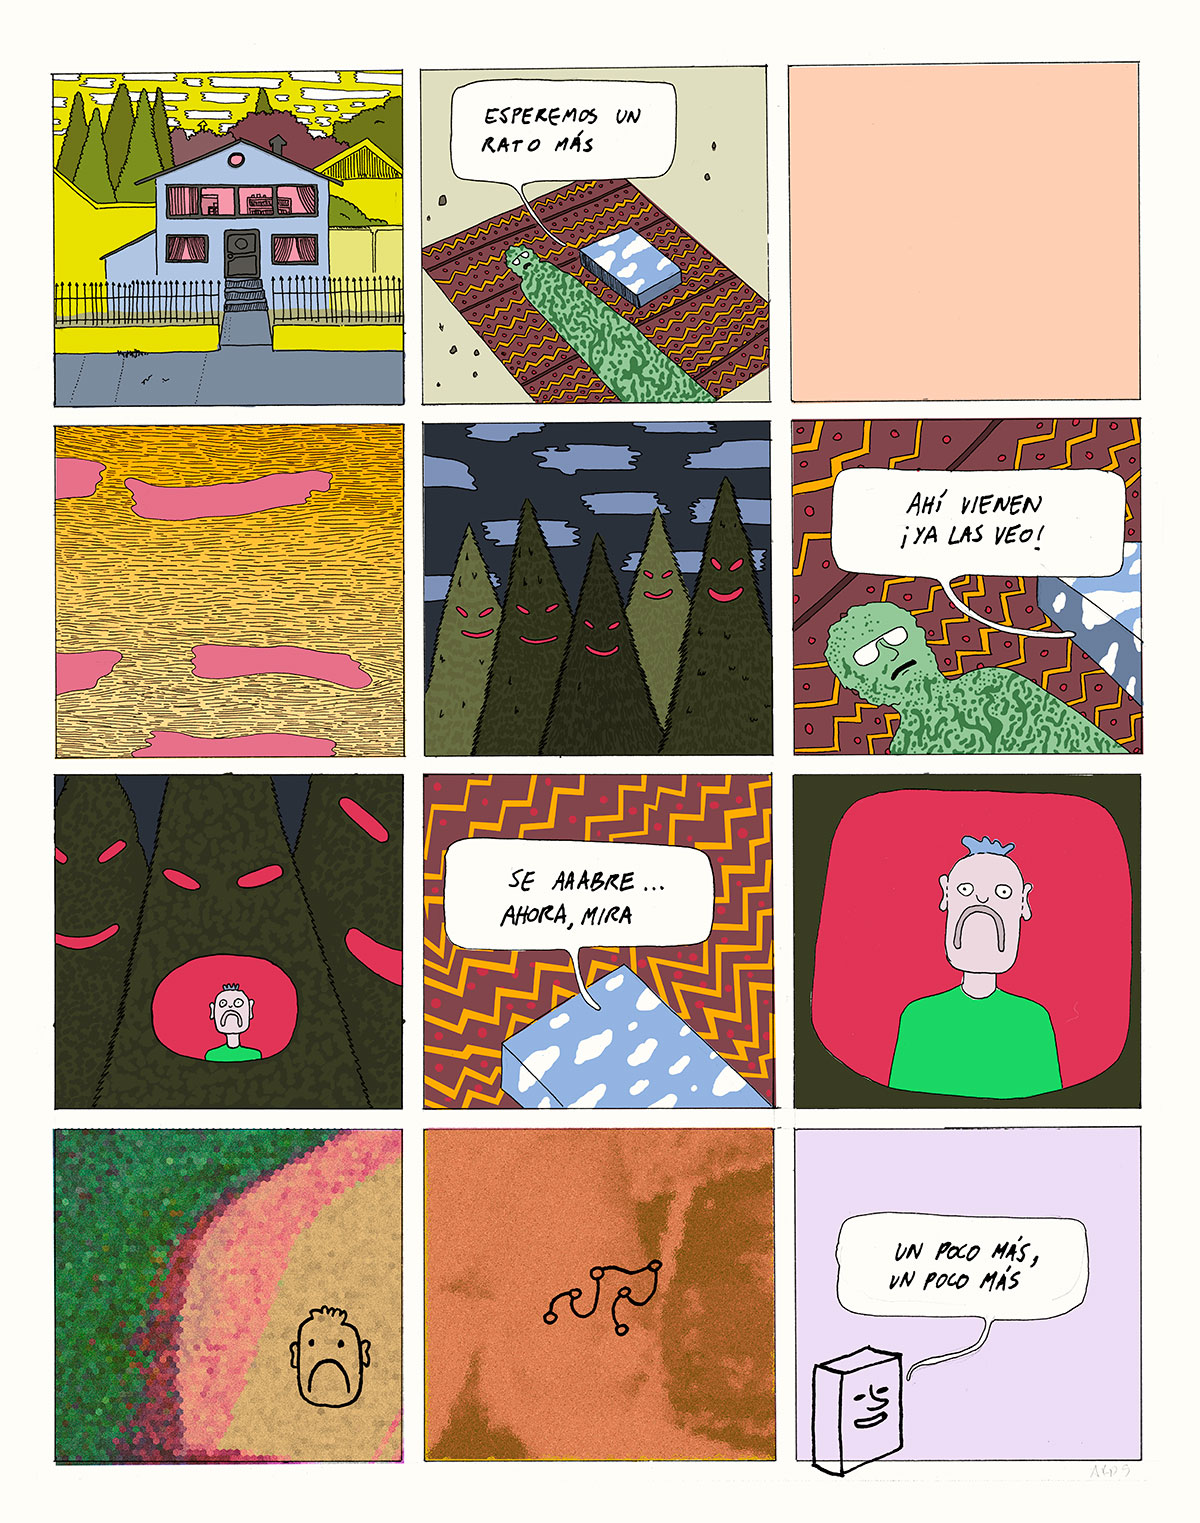 ESPEREMOS UN
RATO MÁS
AHÍ VIENEN
¡YA LAS VEO!
SE AAABRE...
AHORA, MIRA
UN POCO MÁS,
UN POCO MÁS